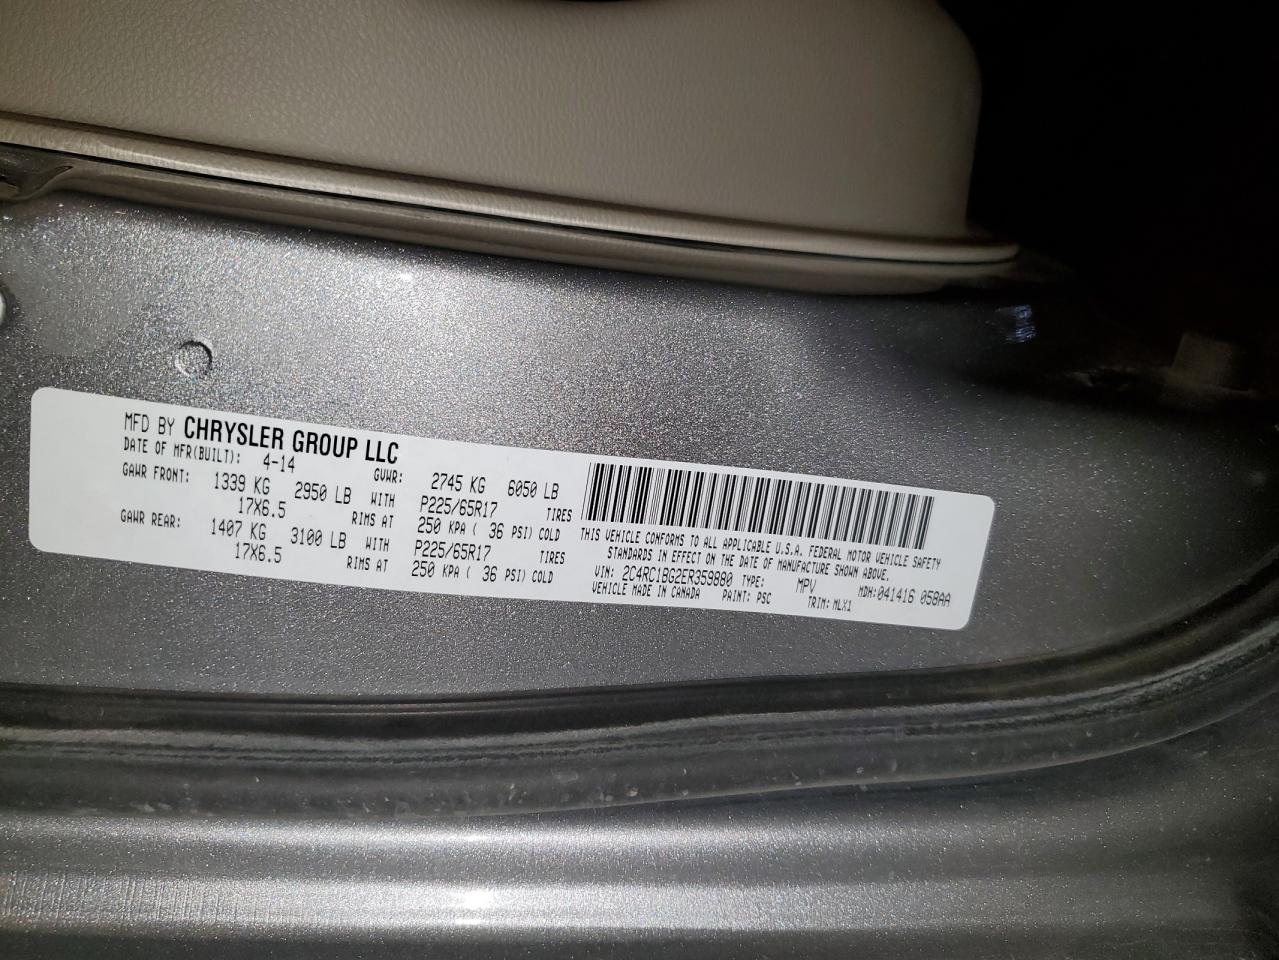 MFD BY CHRYSLER GROUP LLC
DATE OF MFR(BUILT): 4-14 GVWR: 2745 KG 6050 LB
GAWR FRONT: 1339 KG 2950 LB WITH P225/65R17 TIRES
17X6.5 RIMS AT 250 KPA ( 36 PSI) COLD
GAWR REAR: 1407 KG 3100 LB WITH P225/65R17 TIRES
17X6.5 RIMS AT 250 KPA ( 36 PSI) COLD
THIS VEHICLE CONFORMS TO ALL APPLICABLE U.S.A. FEDERAL MOTOR VEHICLE SAFETY
STANDARDS IN EFFECT ON THE DATE OF MANUFACTURE SHOWN ABOVE.
VIN: 2C4RC1BG2ER359880 TYPE: MPV MDH:041416 058AA
VEHICLE MADE IN CANADA PAINT: PSC TRIM: MLX1